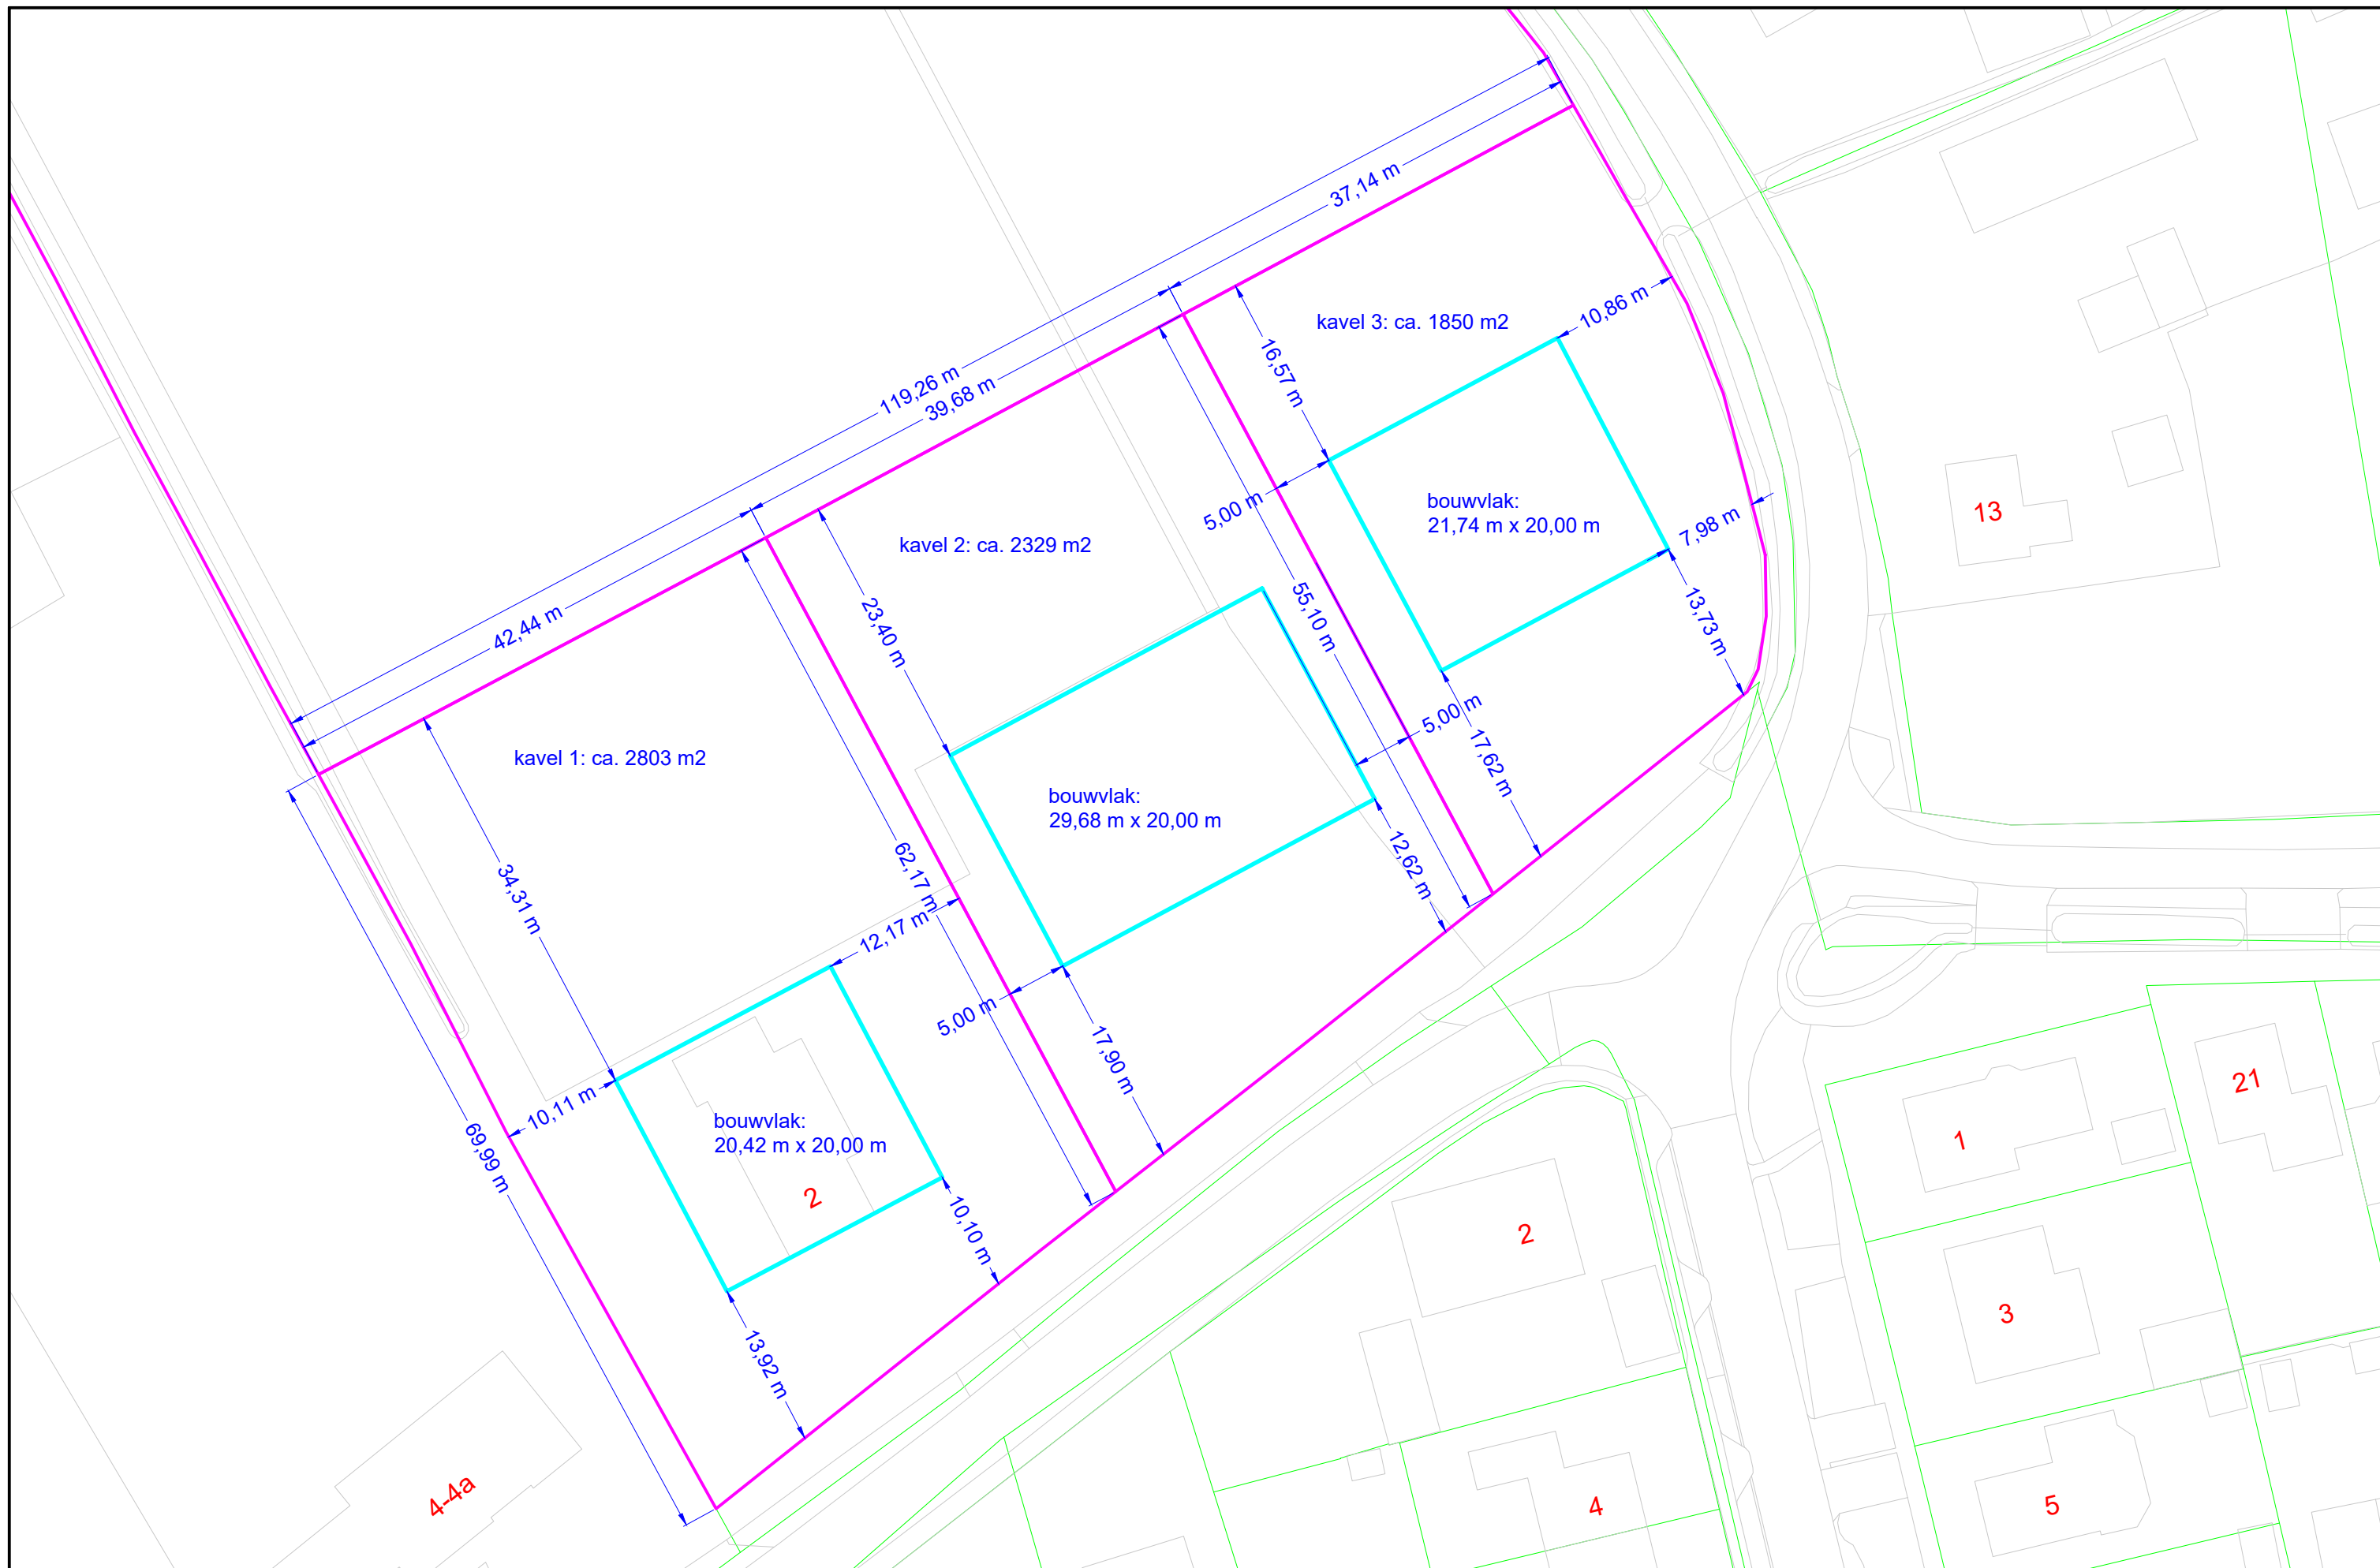 37,14 m
119,26 m
39,68 m
42,44 m
kavel 3: ca. 1850 m2
10,86 m
16,57 m
5,00 m
bouwvlak:
21,74 m x 20,00 m
7,98 m
13,73 m
17,62 m
13
kavel 2: ca. 2329 m2
23,40 m
55,10 m
5,00 m
bouwvlak:
29,68 m x 20,00 m
12,62 m
5,00 m
17,90 m
kavel 1: ca. 2803 m2
34,31 m
62,17 m
12,17 m
10,11 m
bouwvlak:
20,42 m x 20,00 m
2
10,10 m
13,92 m
69,99 m
4-4a
2
4
1
21
3
5